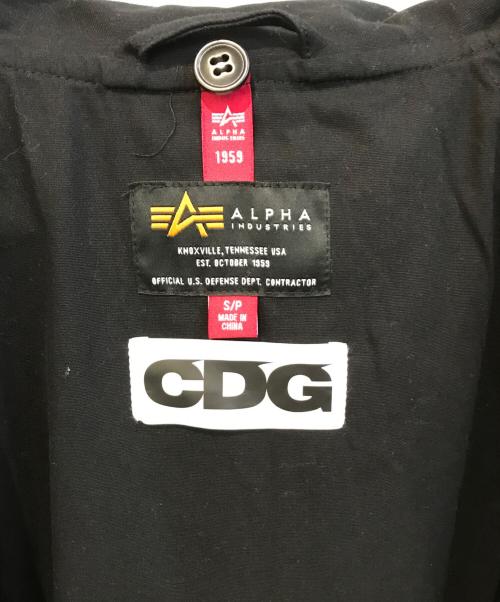 ALPHA
INDUSTRIES
1959
ALPHA
INDUSTRIES
KNOXVILLE, TENNESSEE USA
EST. OCTOBER 1959
OFFICIAL U.S. DEFENSE DEPT. CONTRACTOR
S/P
MADE IN
CHINA
CDG